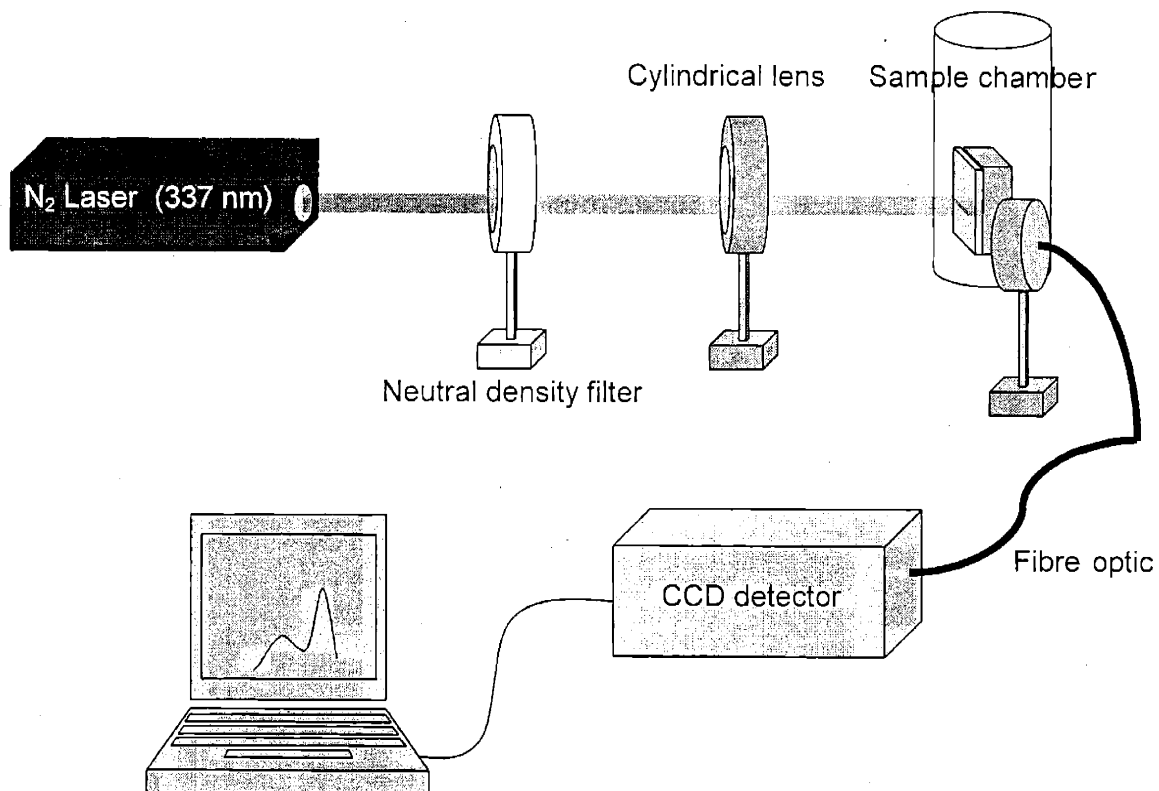 Cylindrical lens
Sample chamber
N₂ Laser (337 nm)
Neutral density filter
Fibre optic
CCD detector